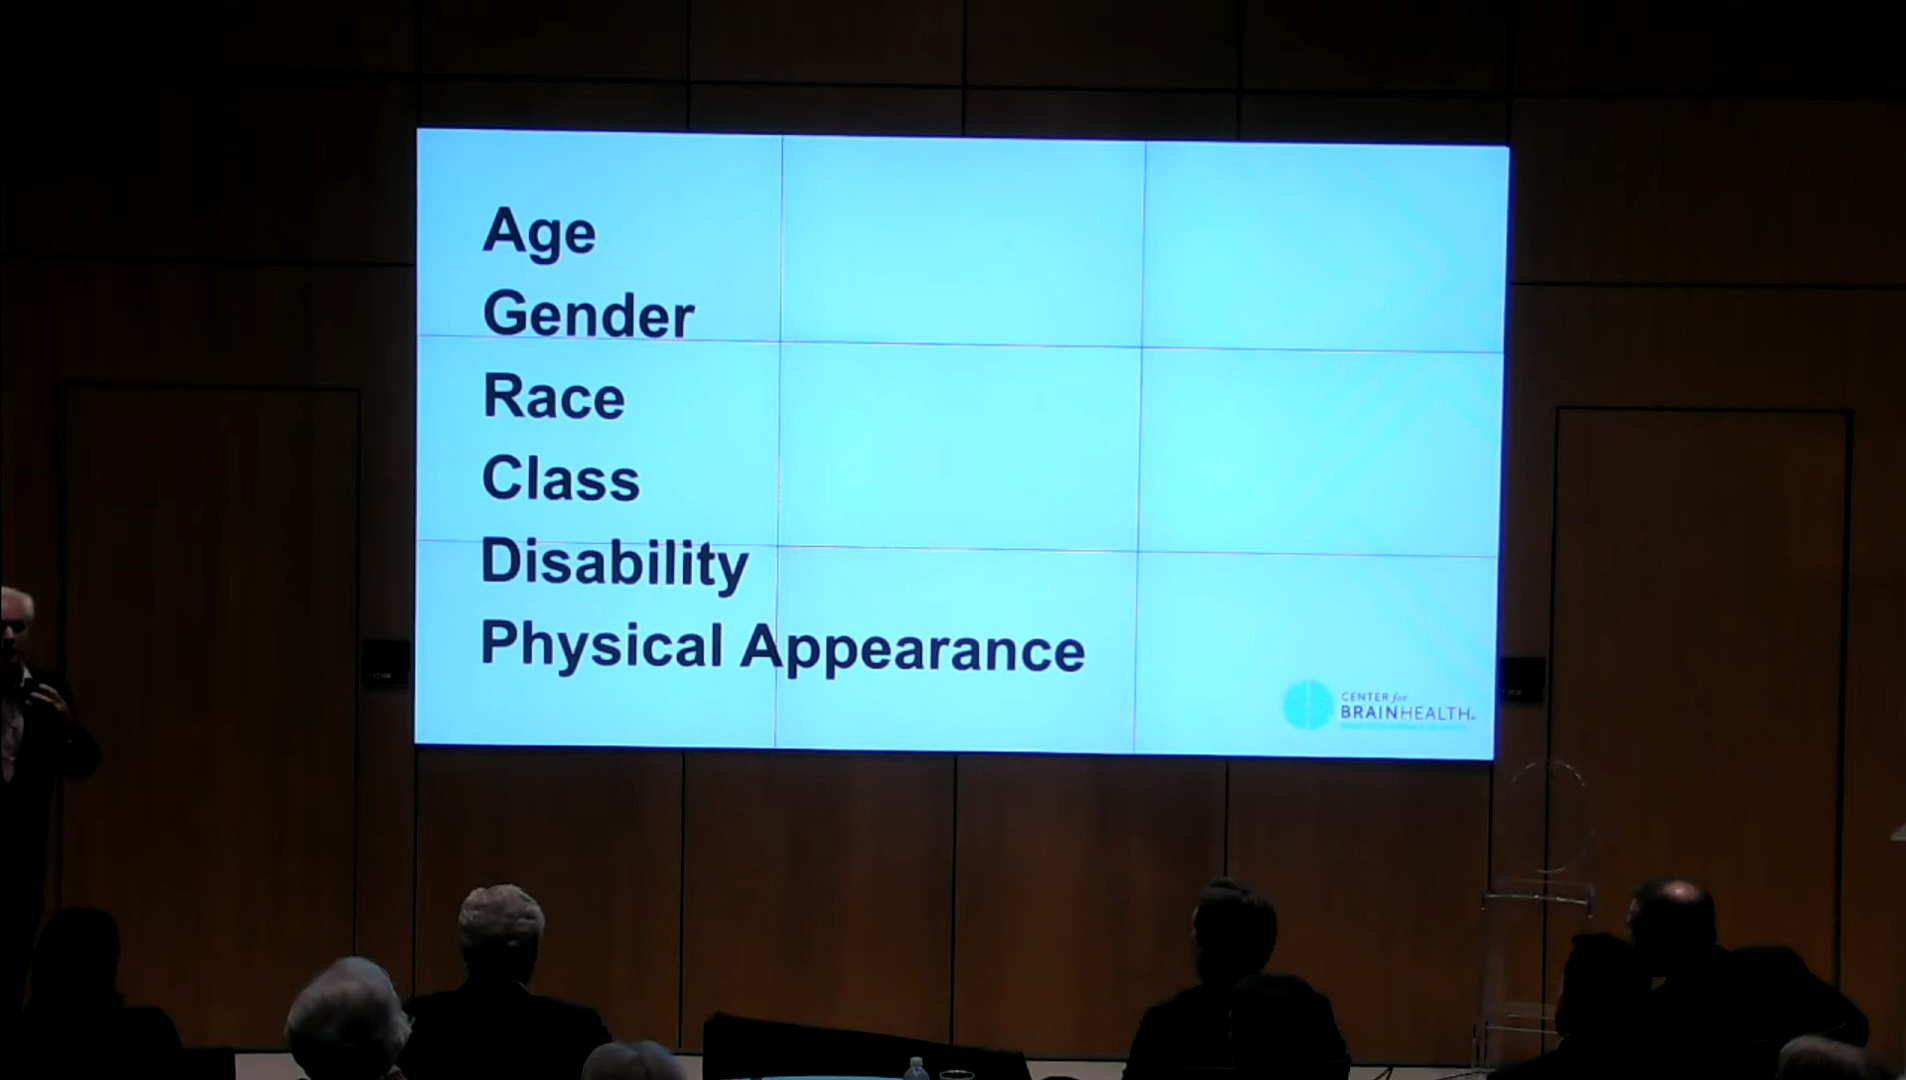 Age
Gender
Race
Class
Disability
Physical Appearance
CENTER for
BRAINHEALTH